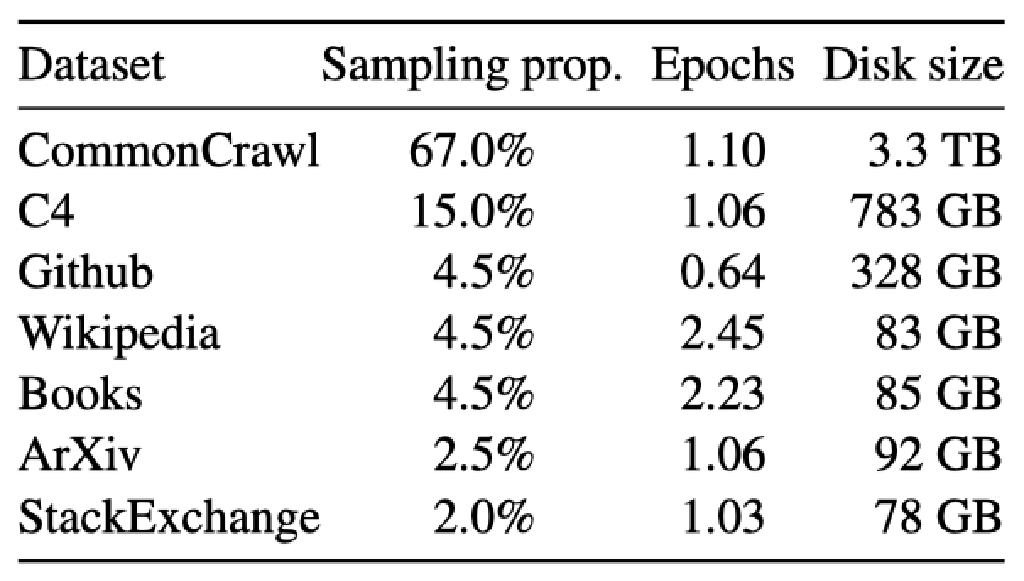 Dataset Sampling prop. Epochs Disk size
CommonCrawl 67.0% 1.10 3.3 TB
C4 15.0% 1.06 783 GB
Github 4.5% 0.64 328 GB
Wikipedia 4.5% 2.45 83 GB
Books 4.5% 2.23 85 GB
ArXiv 2.5% 1.06 92 GB
StackExchange 2.0% 1.03 78 GB